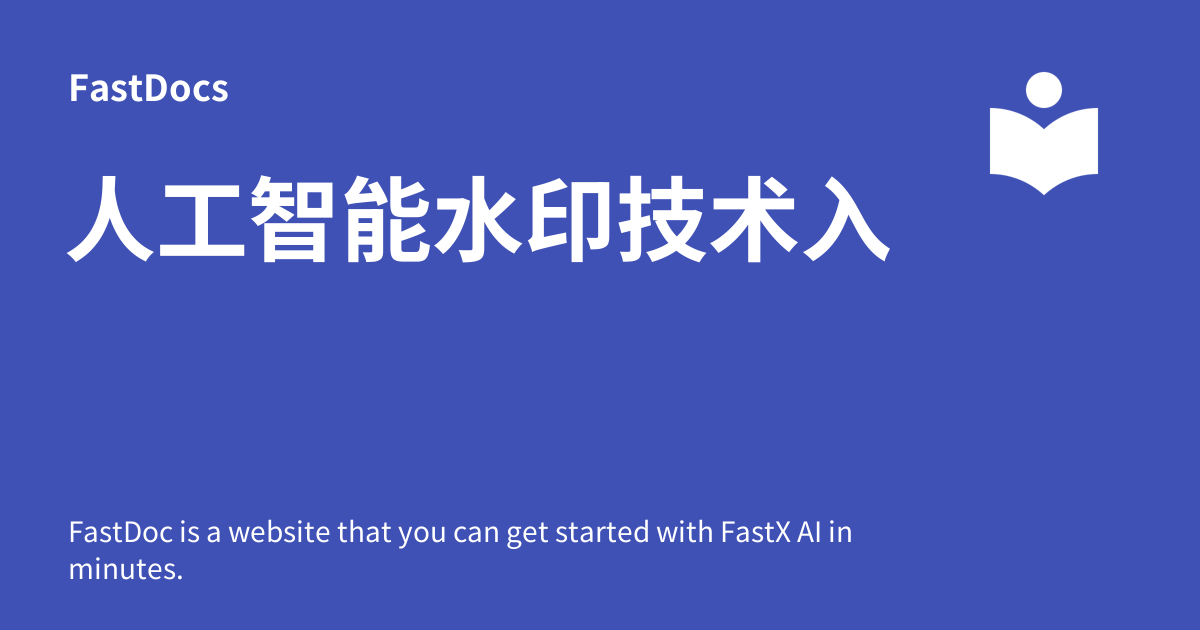 FastDocs
人工智能水印技术入
FastDoc is a website that you can get started with FastX AI in
minutes.